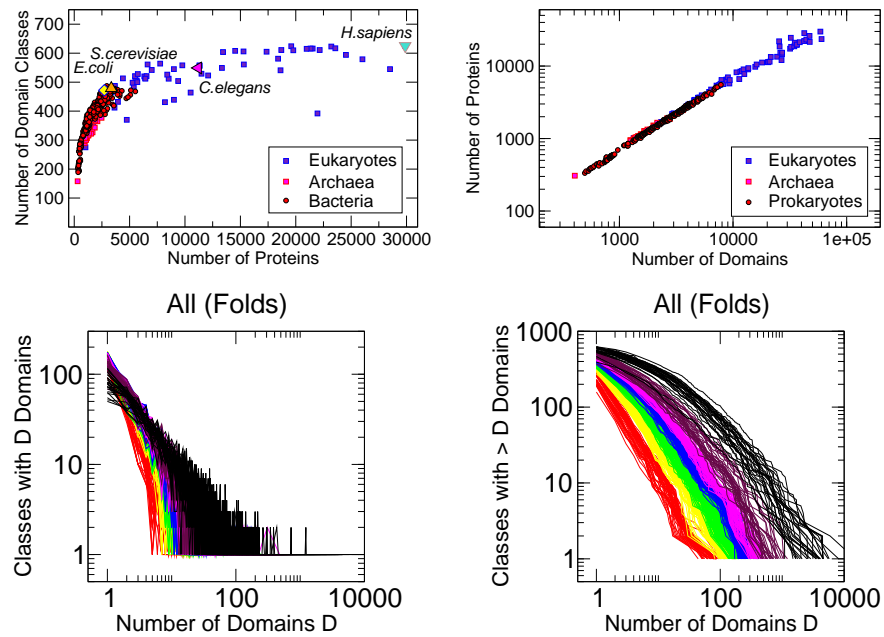 Number of Domain Classes
700
600
500
400
300
200
100
H.sapiens
S.cerevisiae
E.coli
C.elegans
Eukaryotes
Archaea
Bacteria
0 5000 10000 15000 20000 25000 30000
Number of Proteins
Number of Proteins
10000
1000
100
Eukaryotes
Archaea
Prokaryotes
1000 10000 1e+05
Number of Domains
All (Folds)
Classes with D Domains
100
10
1
1 100 10000
Number of Domains D
All (Folds)
Classes with > D Domains
1000
100
10
1
1 100 10000
Number of Domains D